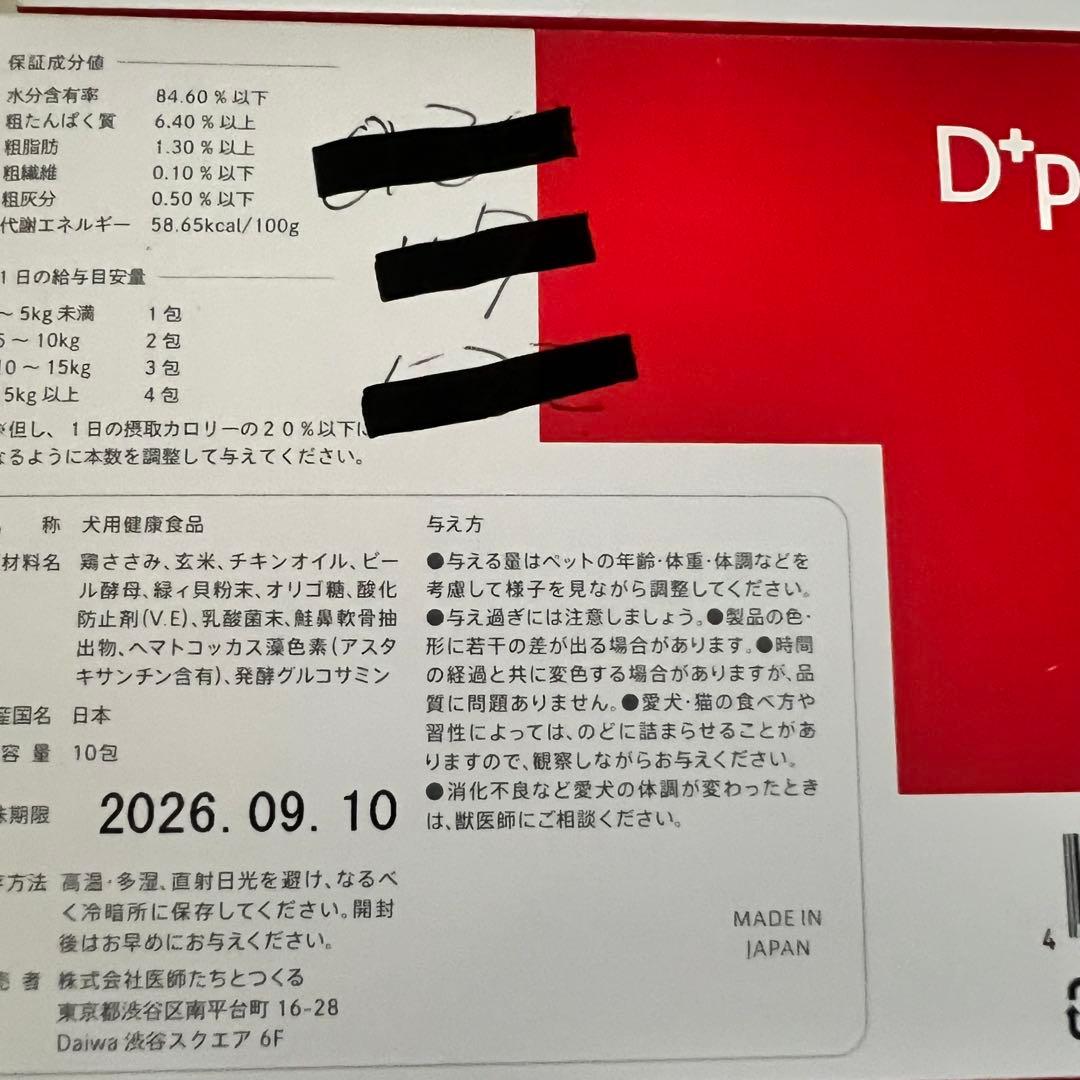 保証成分値
水分含有率 84.60%以下
粗たんぱく質 6.40%以上
粗脂肪 1.30%以上
粗繊維 0.10%以下
粗灰分 0.50%以下
代謝エネルギー 58.65kcal/100g
1日の給与目安量
～5kg未満 1包
5～10kg 2包
10～15kg 3包
5kg以上 4包
※但し、1日の摂取カロリーの20%以下に
なるように本数を調整して与えてください。
称 犬用健康食品
材料名 鶏ささみ、玄米、チキンオイル、ビー
ル酵母、緑ィ貝粉末、オリゴ糖、酸化
防止剤(V.E)、乳酸菌末、鮭鼻軟骨抽
出物、ヘマトコッカス藻色素(アスタ
キサンチン含有)、発酵グルコサミン
産国名 日本
容量 10包
味期限 2026.09.10
存方法 高温・多湿、直射日光を避け、なるべ
く冷暗所に保存してください。開封
後はお早めにお与えください。
売者 株式会社医師たちとつくる
東京都渋谷区南平台町 16-28
Daiwa 渋谷スクエア 6F
与え方
●与える量はペットの年齢・体重・体調などを
考慮して様子を見ながら調整してください。
●与え過ぎには注意しましょう。●製品の色・
形に若干の差が出る場合があります。●時間
の経過と共に変色する場合がありますが、品
質に問題ありません。●愛犬・猫の食べ方や
習性によっては、のどに詰まらせることがあ
りますので、観察しながらお与えください。
●消化不良など愛犬の体調が変わったとき
は、獣医師にご相談ください。
MADE IN
JAPAN
D+p
4